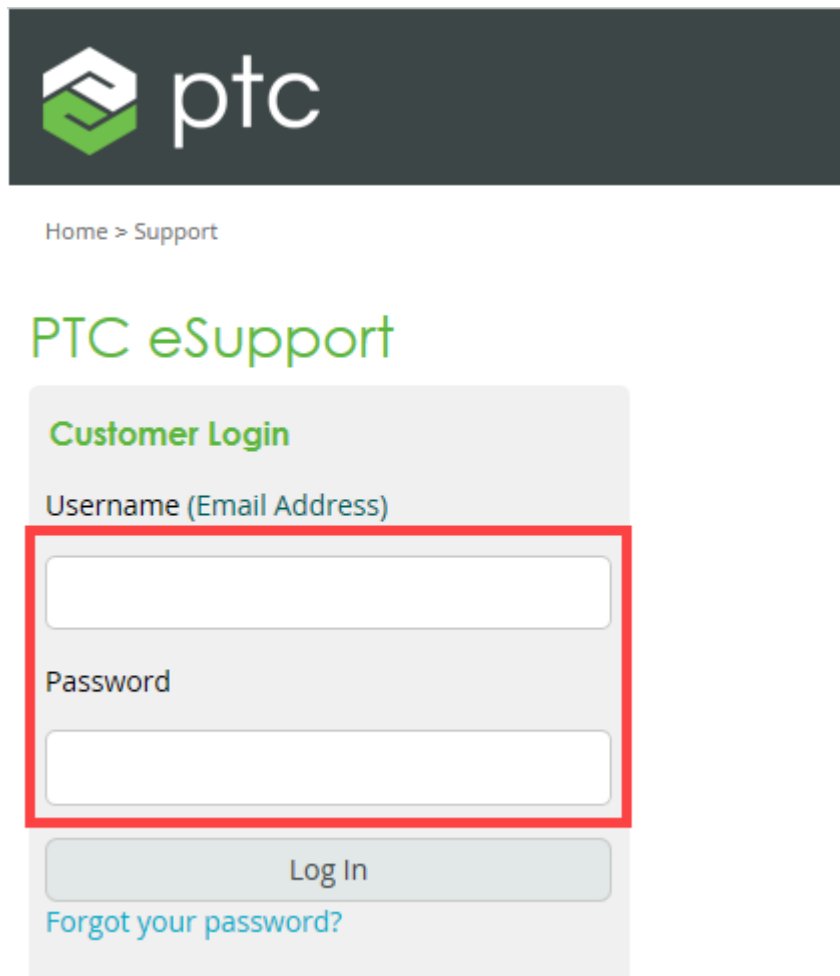 ptc
Home > Support
PTC eSupport
Customer Login
Username (Email Address)
Password
Log In
Forgot your password?